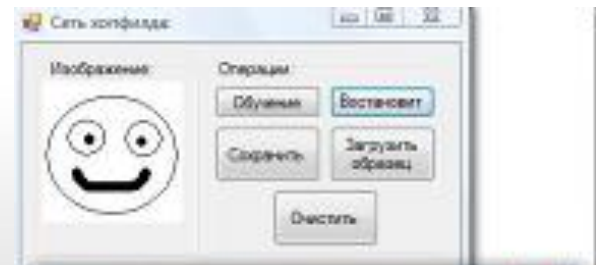 Сеть хопфилда
Изображение
Операции
Обучение
Востановит
Сохранить
Загрузить
образец
Очистить